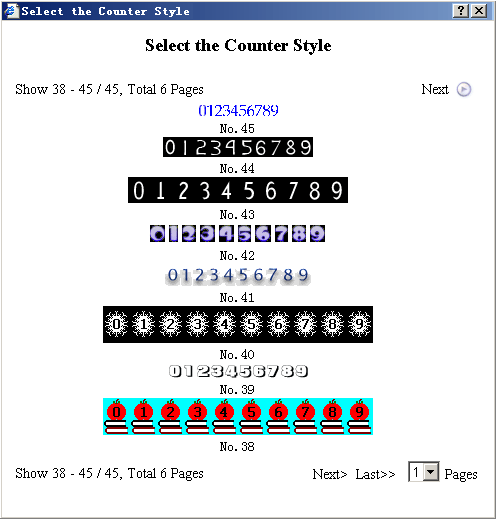 Select the Counter Style
Select the Counter Style
Show 38 - 45 / 45, Total 6 Pages Next
0123456789
No. 45
0123456789
No. 44
0123456789
No. 43
0123456789
No. 42
0123456789
No. 41
0123456789
No. 40
0123456789
No. 39
0123456789
No. 38
Show 38 - 45 / 45, Total 6 Pages Next> Last>> 1 Pages